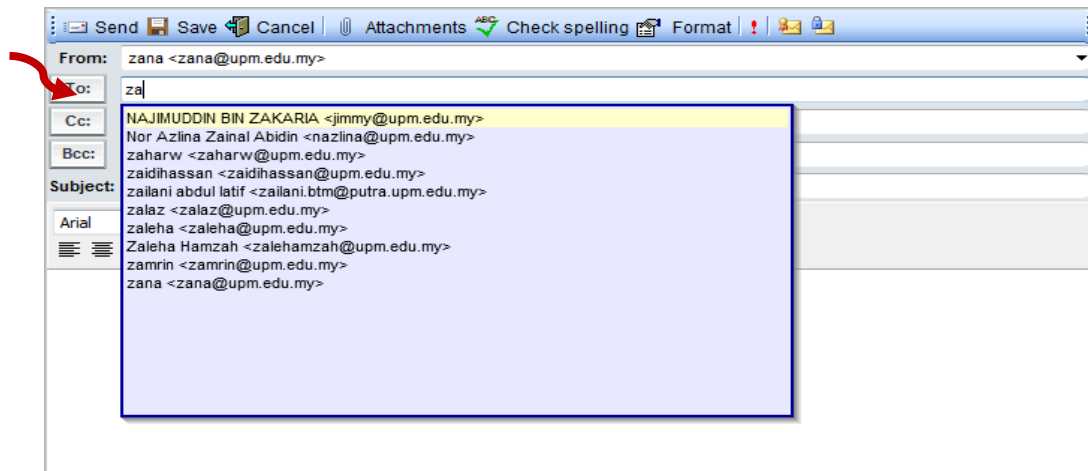 Send Save Cancel Attachments ABC Check spelling Format !
From: zana <zana@upm.edu.my>
To: za
Cc:
Bcc:
Subject:
Arial
NAJIMUDDIN BIN ZAKARIA <jimmy@upm.edu.my>
Nor Azlina Zainal Abidin <nazlina@upm.edu.my>
zaharw <zaharw@upm.edu.my>
zaidihassan <zaidihassan@upm.edu.my>
zailani abdul latif <zailani.btm@putra.upm.edu.my>
zalaz <zalaz@upm.edu.my>
zaleha <zaleha@upm.edu.my>
Zaleha Hamzah <zalehamzah@upm.edu.my>
zamrin <zamrin@upm.edu.my>
zana <zana@upm.edu.my>